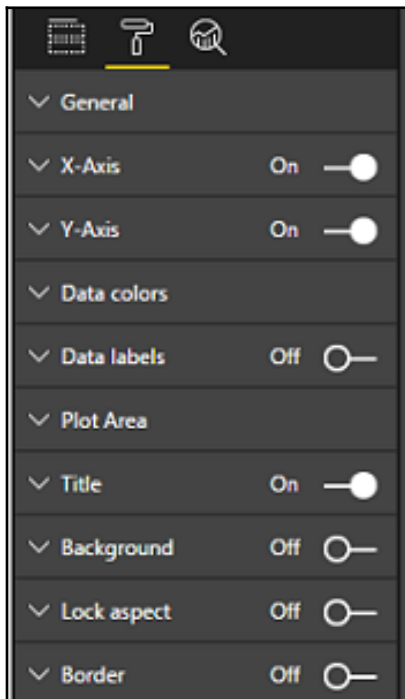 General
X-Axis On
Y-Axis On
Data colors
Data labels Off
Plot Area
Title On
Background Off
Lock aspect Off
Border Off